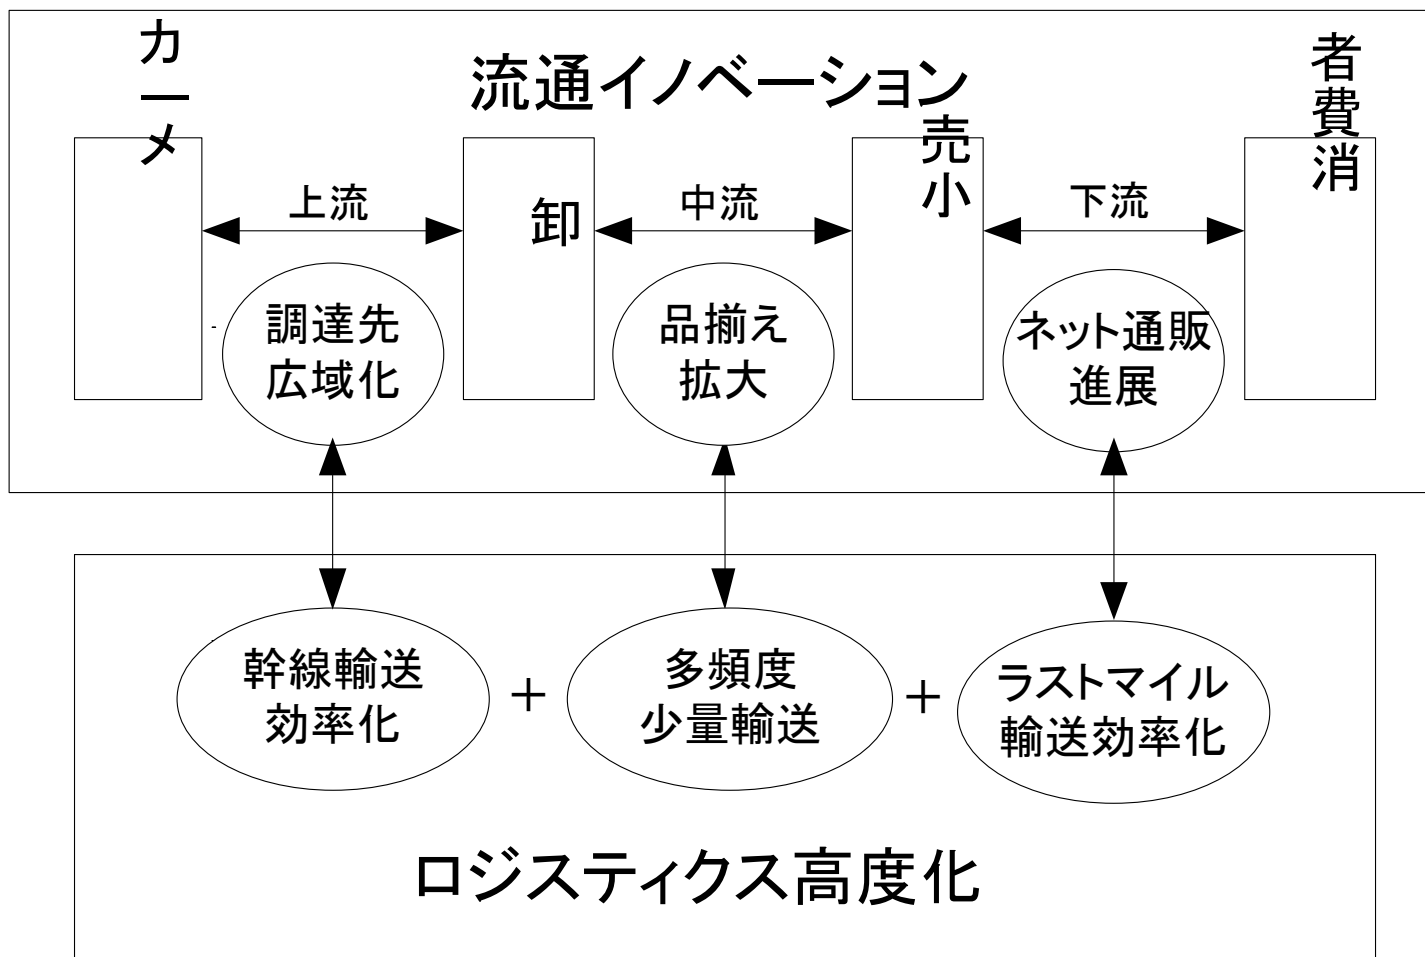 流通イノベーション
メーカ
卸
小売
消費者
上流
中流
下流
調達先
広域化
品揃え
拡大
ネット通販
進展
幹線輸送
効率化
＋
多頻度
少量輸送
＋
ラストマイル
輸送効率化
ロジスティクス高度化